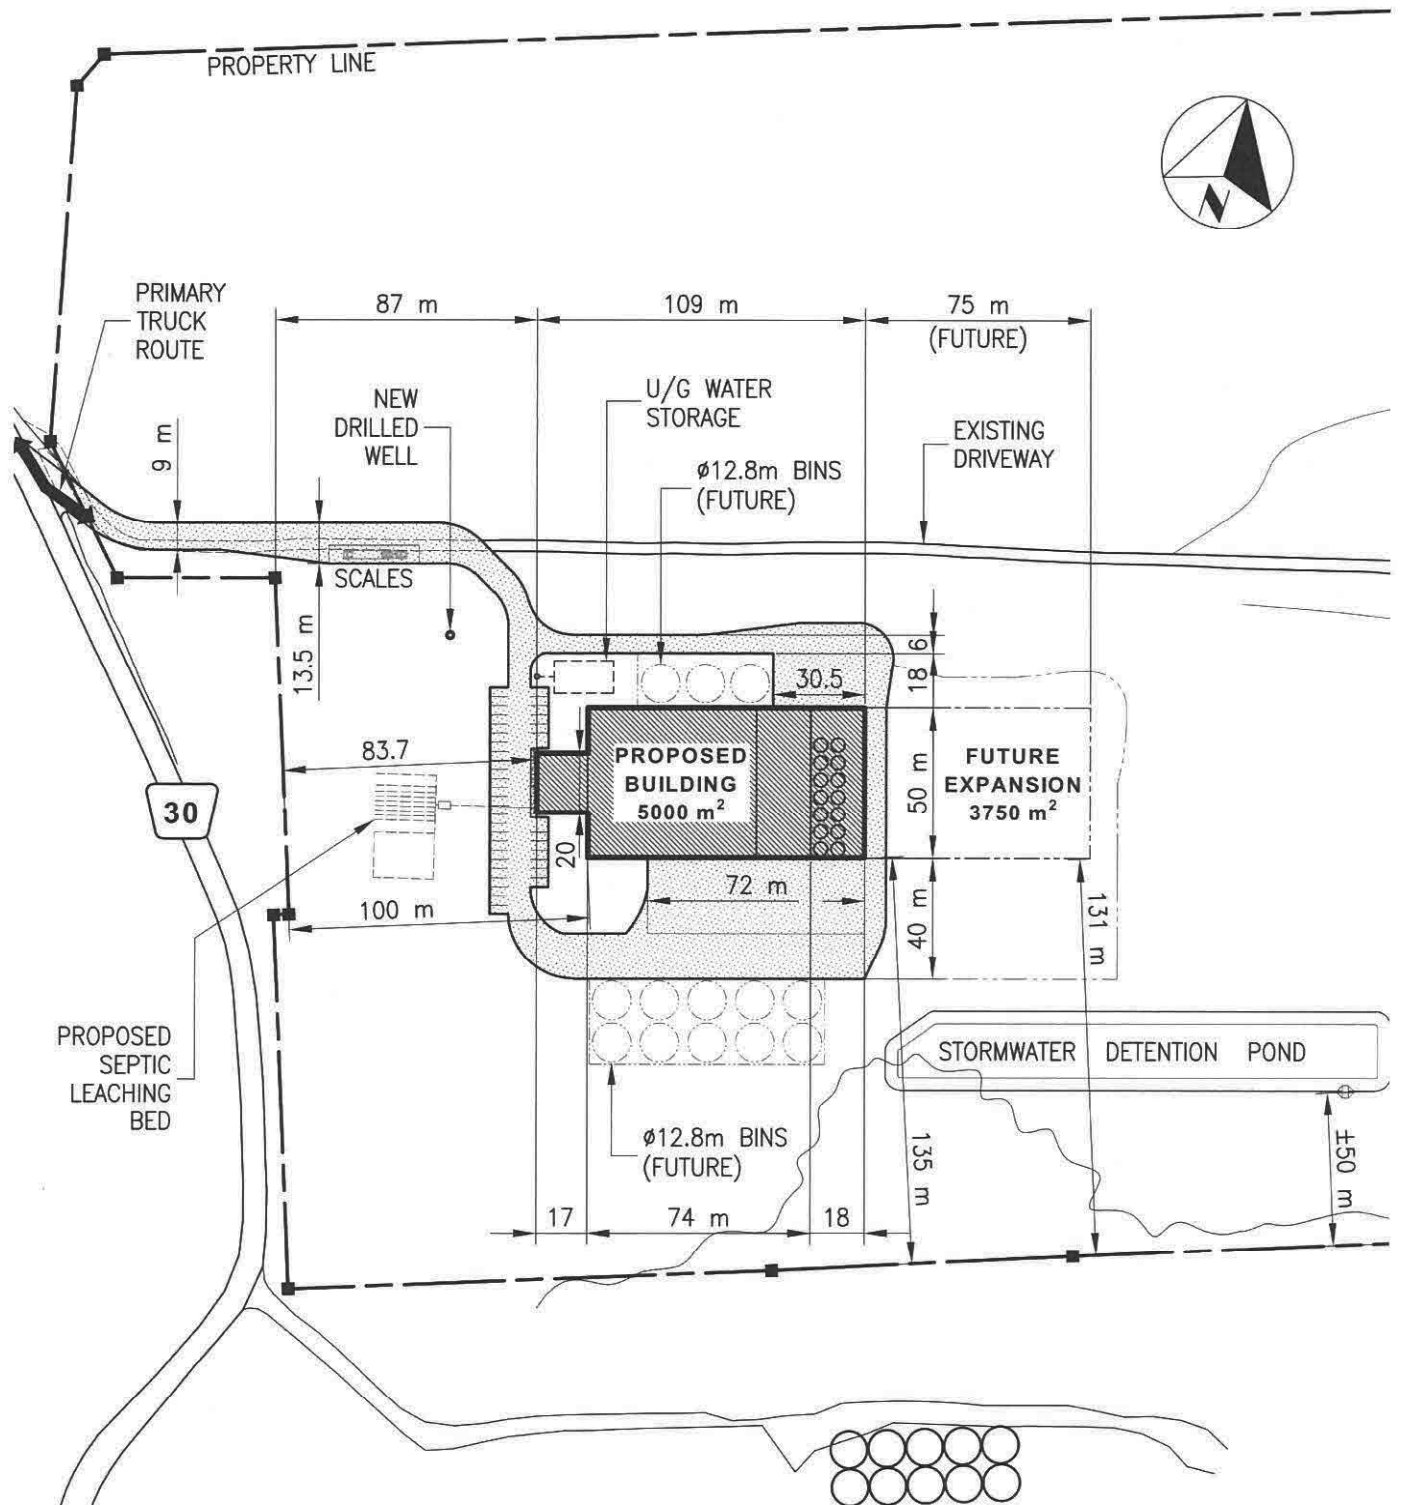 PROPERTY LINE
N
PRIMARY
TRUCK
ROUTE
87 m
109 m
75 m
(FUTURE)
NEW
DRILLED
WELL
U/G WATER
STORAGE
ø12.8m BINS
(FUTURE)
EXISTING
DRIVEWAY
9 m
SCALES
13.5 m
6
18
30.5
83.7
PROPOSED
BUILDING
5000 m²
50 m
FUTURE
EXPANSION
3750 m²
30
20
72 m
100 m
40 m
131 m
PROPOSED
SEPTIC
LEACHING
BED
STORMWATER DETENTION POND
ø12.8m BINS
(FUTURE)
135 m
±50 m
17
74 m
18